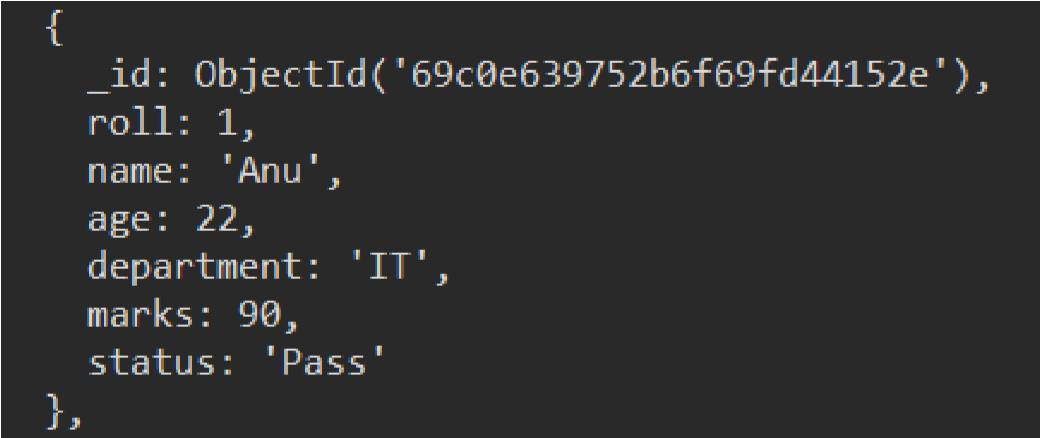 {
_id: ObjectId('69c0e639752b6f69fd44152e'),
roll: 1,
name: 'Anu',
age: 22,
department: 'IT',
marks: 90,
status: 'Pass'
},